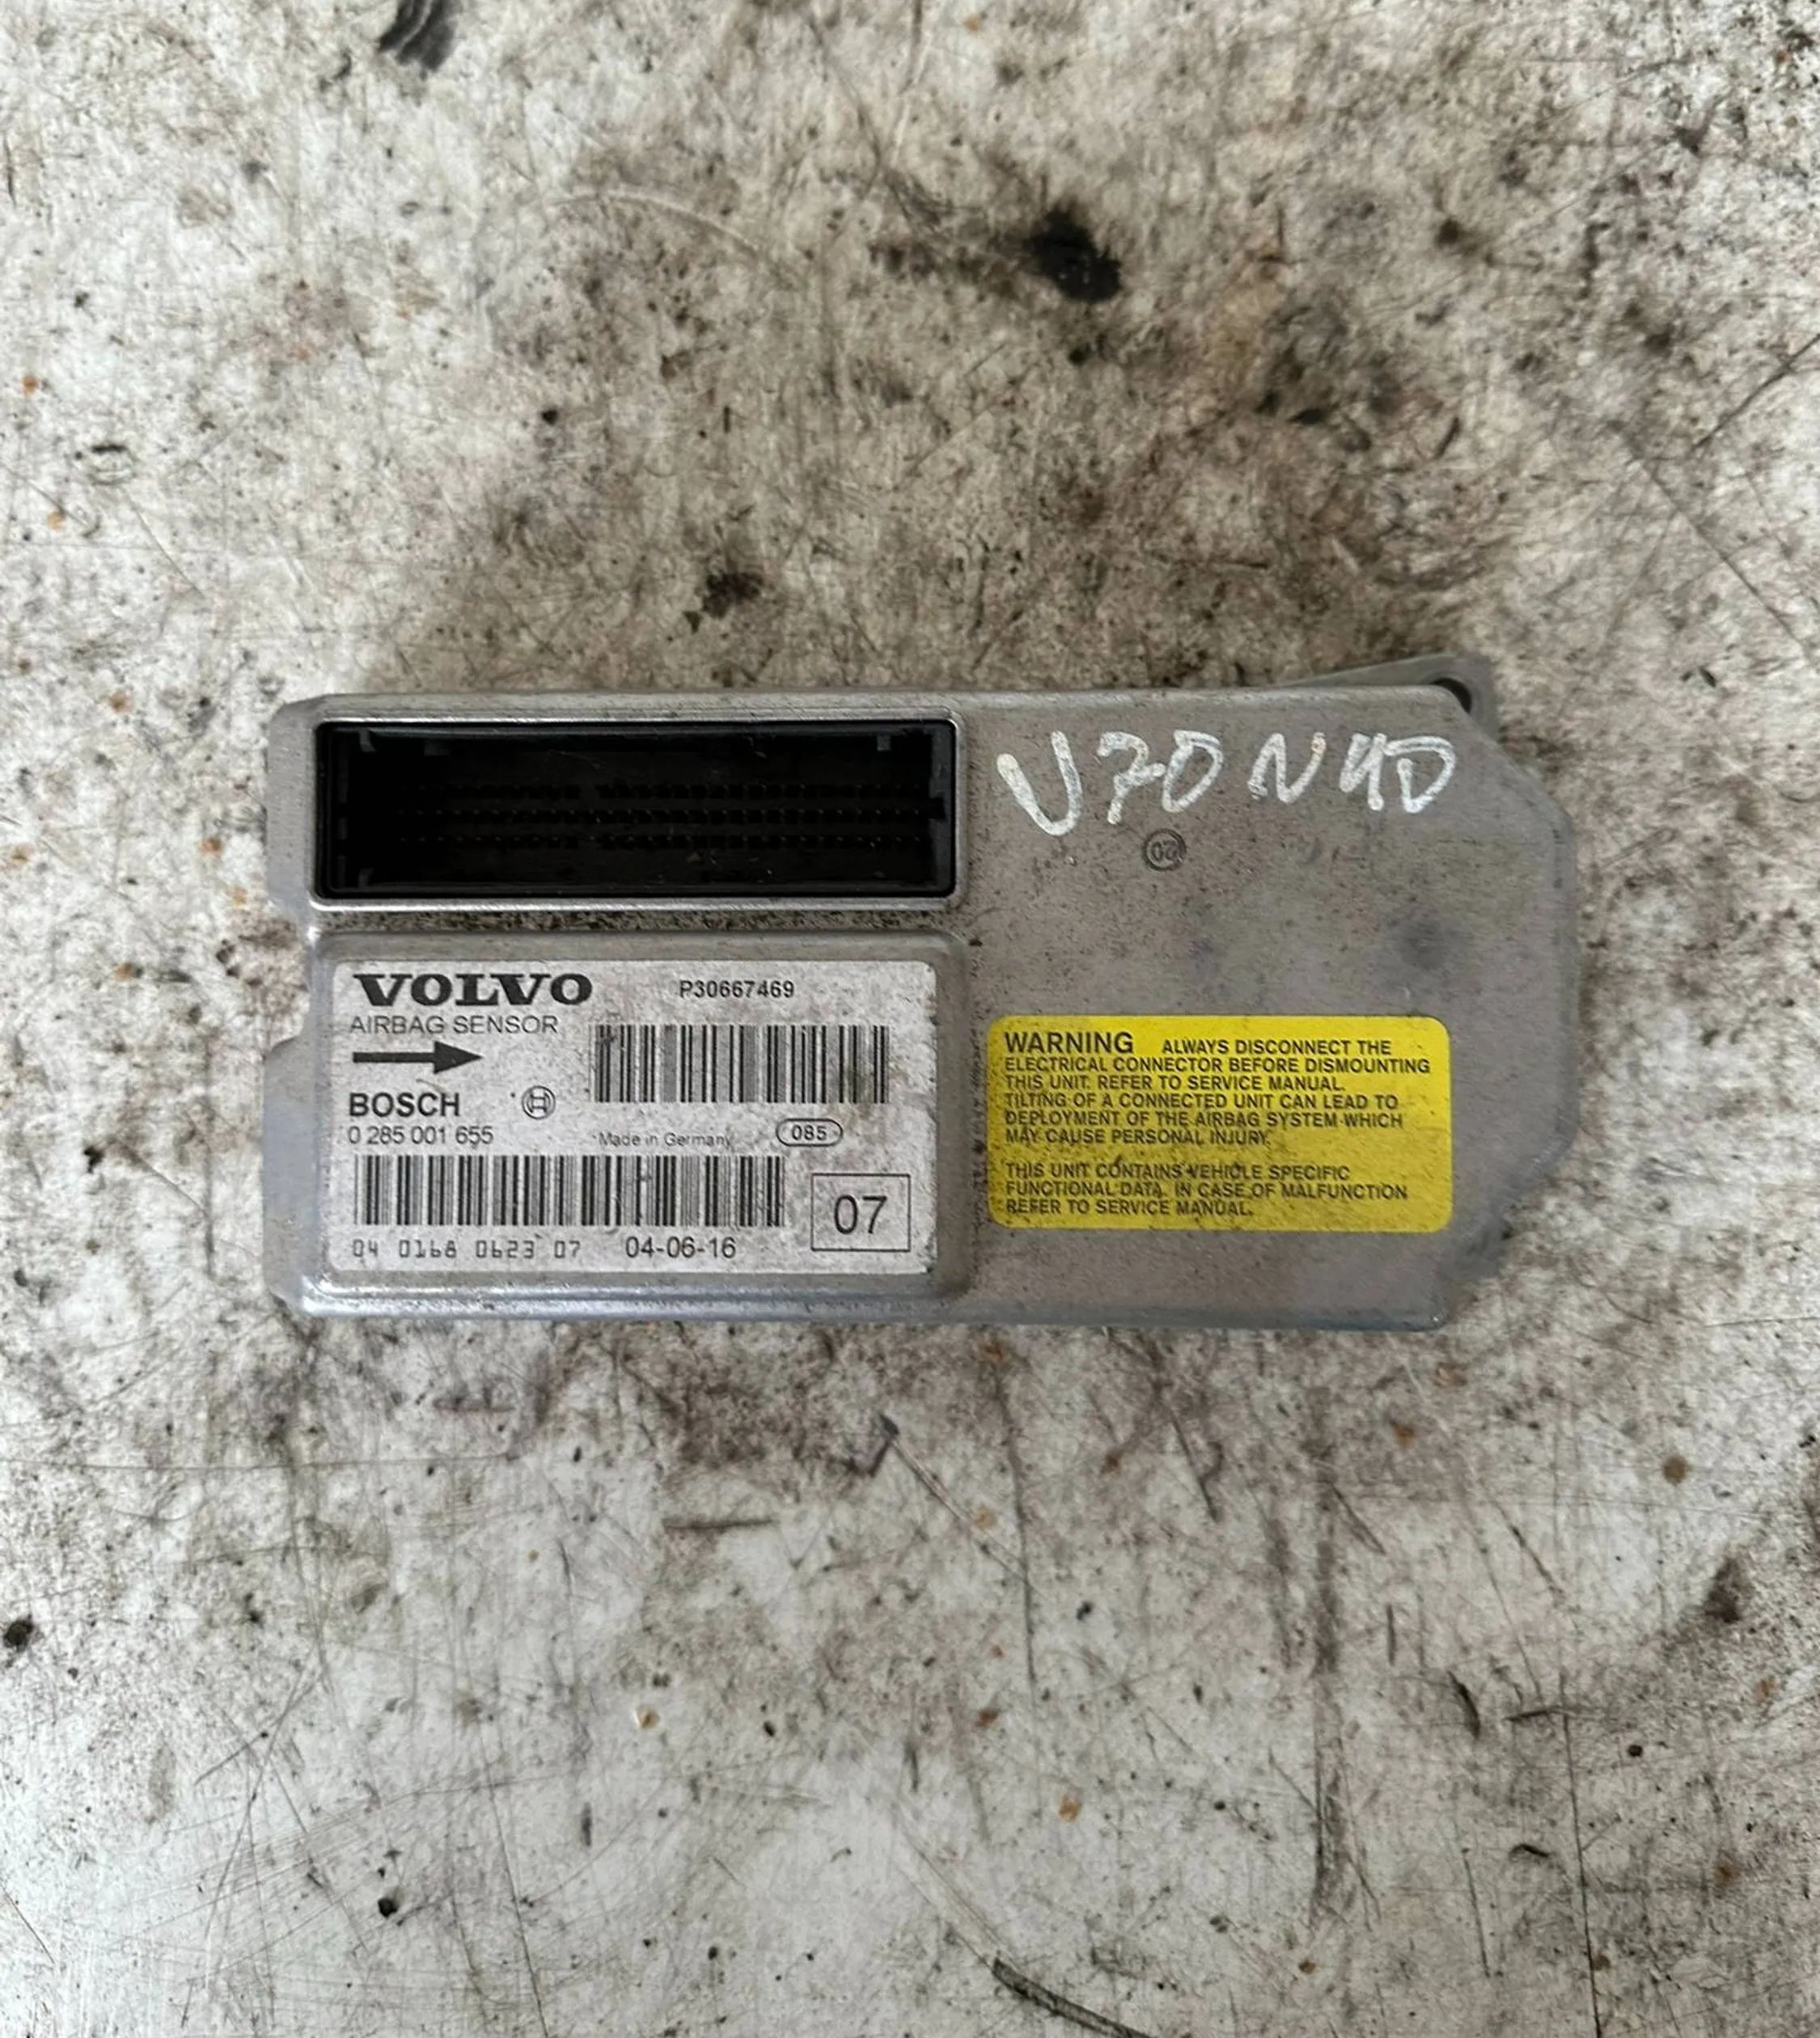 V70 N4D
20
VOLVO P30667469
AIRBAG SENSOR
BOSCH
0 285 001 655 Made in Germany 085
07
04 0168 0623 07 04-06-16
WARNING ALWAYS DISCONNECT THE
ELECTRICAL CONNECTOR BEFORE DISMOUNTING
THIS UNIT. REFER TO SERVICE MANUAL.
TILTING OF A CONNECTED UNIT CAN LEAD TO
DEPLOYMENT OF THE AIRBAG SYSTEM WHICH
MAY CAUSE PERSONAL INJURY.
THIS UNIT CONTAINS VEHICLE SPECIFIC
FUNCTIONAL DATA. IN CASE OF MALFUNCTION
REFER TO SERVICE MANUAL.